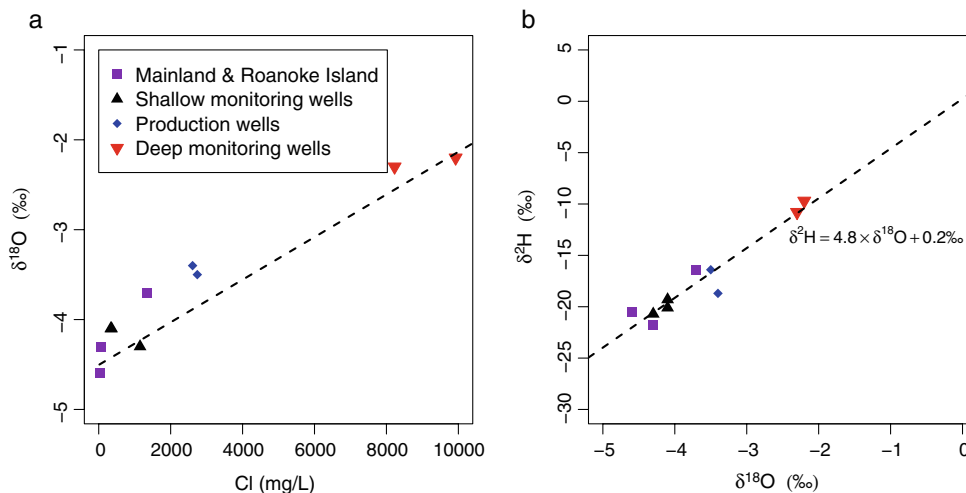 a
δ¹⁸O (‰)
−1
−2
−3
−4
−5
Mainland & Roanoke Island
Shallow monitoring wells
Production wells
Deep monitoring wells
0 2000 4000 6000 8000 10000
Cl (mg/L)
b
δ²H (‰)
5
0
−5
−10
−15
−20
−25
−30
δ²H = 4.8 × δ¹⁸O + 0.2‰
−5 −4 −3 −2 −1 0
δ¹⁸O (‰)